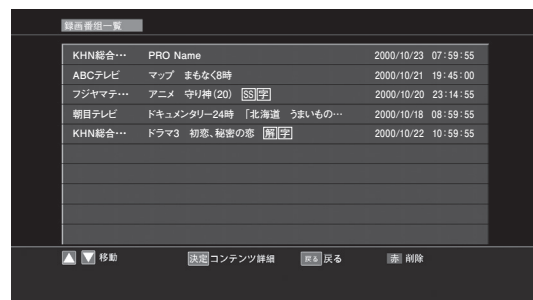 録画番組一覧
KHN総合… PRO Name 2000/10/23 07:59:55
ABCテレビ マップ まもなく8時 2000/10/21 19:45:00
フジヤマテ… アニメ 守り神(20) SS字 2000/10/20 23:14:55
朝目テレビ ドキュメンタリー24時 「北海道 うまいもの… 2000/10/18 08:59:55
KHN総合… ドラマ3 初恋、秘密の恋 解字 2000/10/22 10:59:55
移動 決定 コンテンツ詳細 戻る 戻る 赤 削除